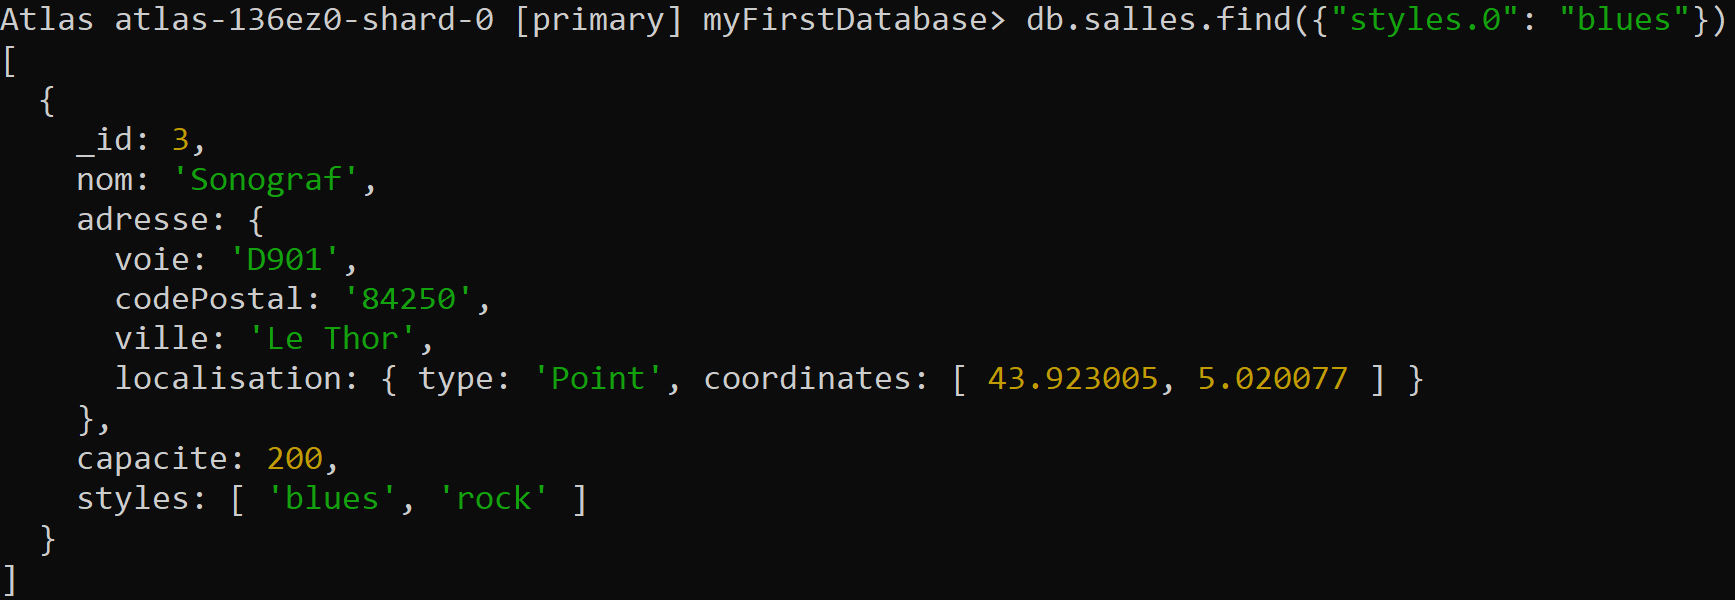 Atlas atlas-136ez0-shard-0 [primary] myFirstDatabase> db.salles.find({"styles.0": "blues"})
[
  {
    _id: 3,
    nom: 'Sonograf',
    adresse: {
      voie: 'D901',
      codePostal: '84250',
      ville: 'Le Thor',
      localisation: { type: 'Point', coordinates: [ 43.923005, 5.020077 ] }
    },
    capacite: 200,
    styles: [ 'blues', 'rock' ]
  }
]